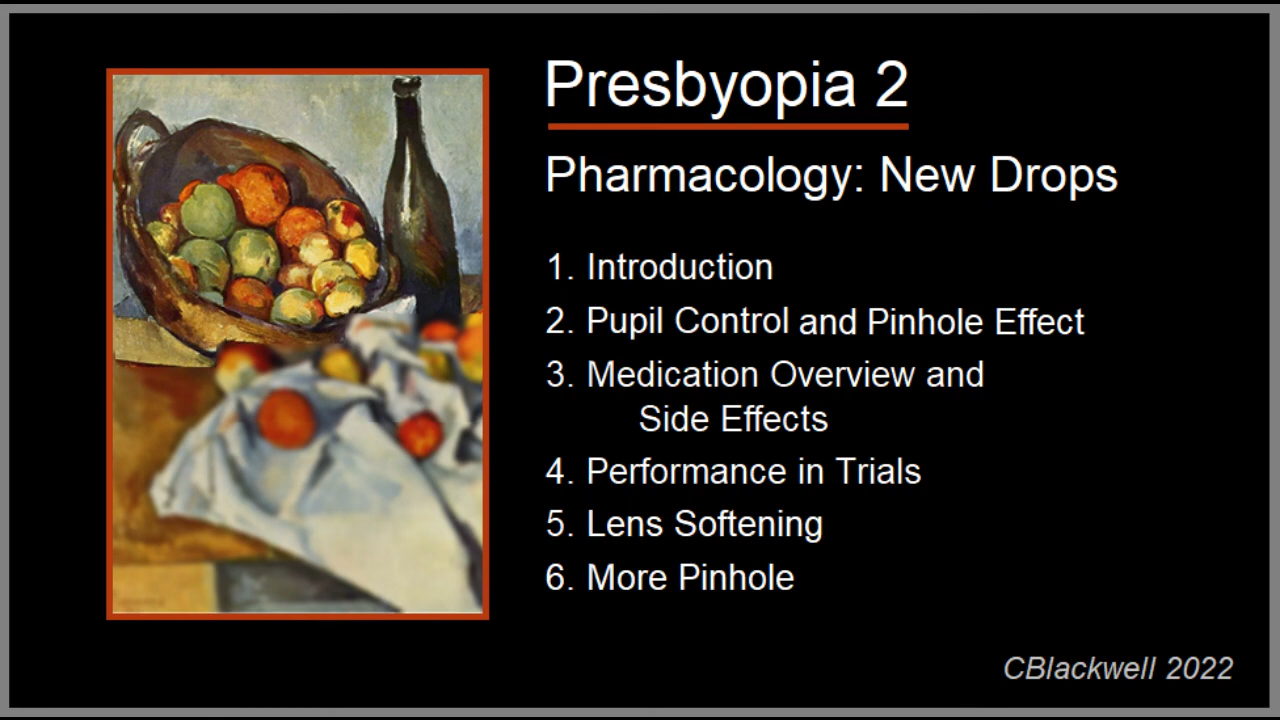 Presbyopia 2
Pharmacology: New Drops
1. Introduction
2. Pupil Control and Pinhole Effect
3. Medication Overview and
Side Effects
4. Performance in Trials
5. Lens Softening
6. More Pinhole
CBlackwell 2022